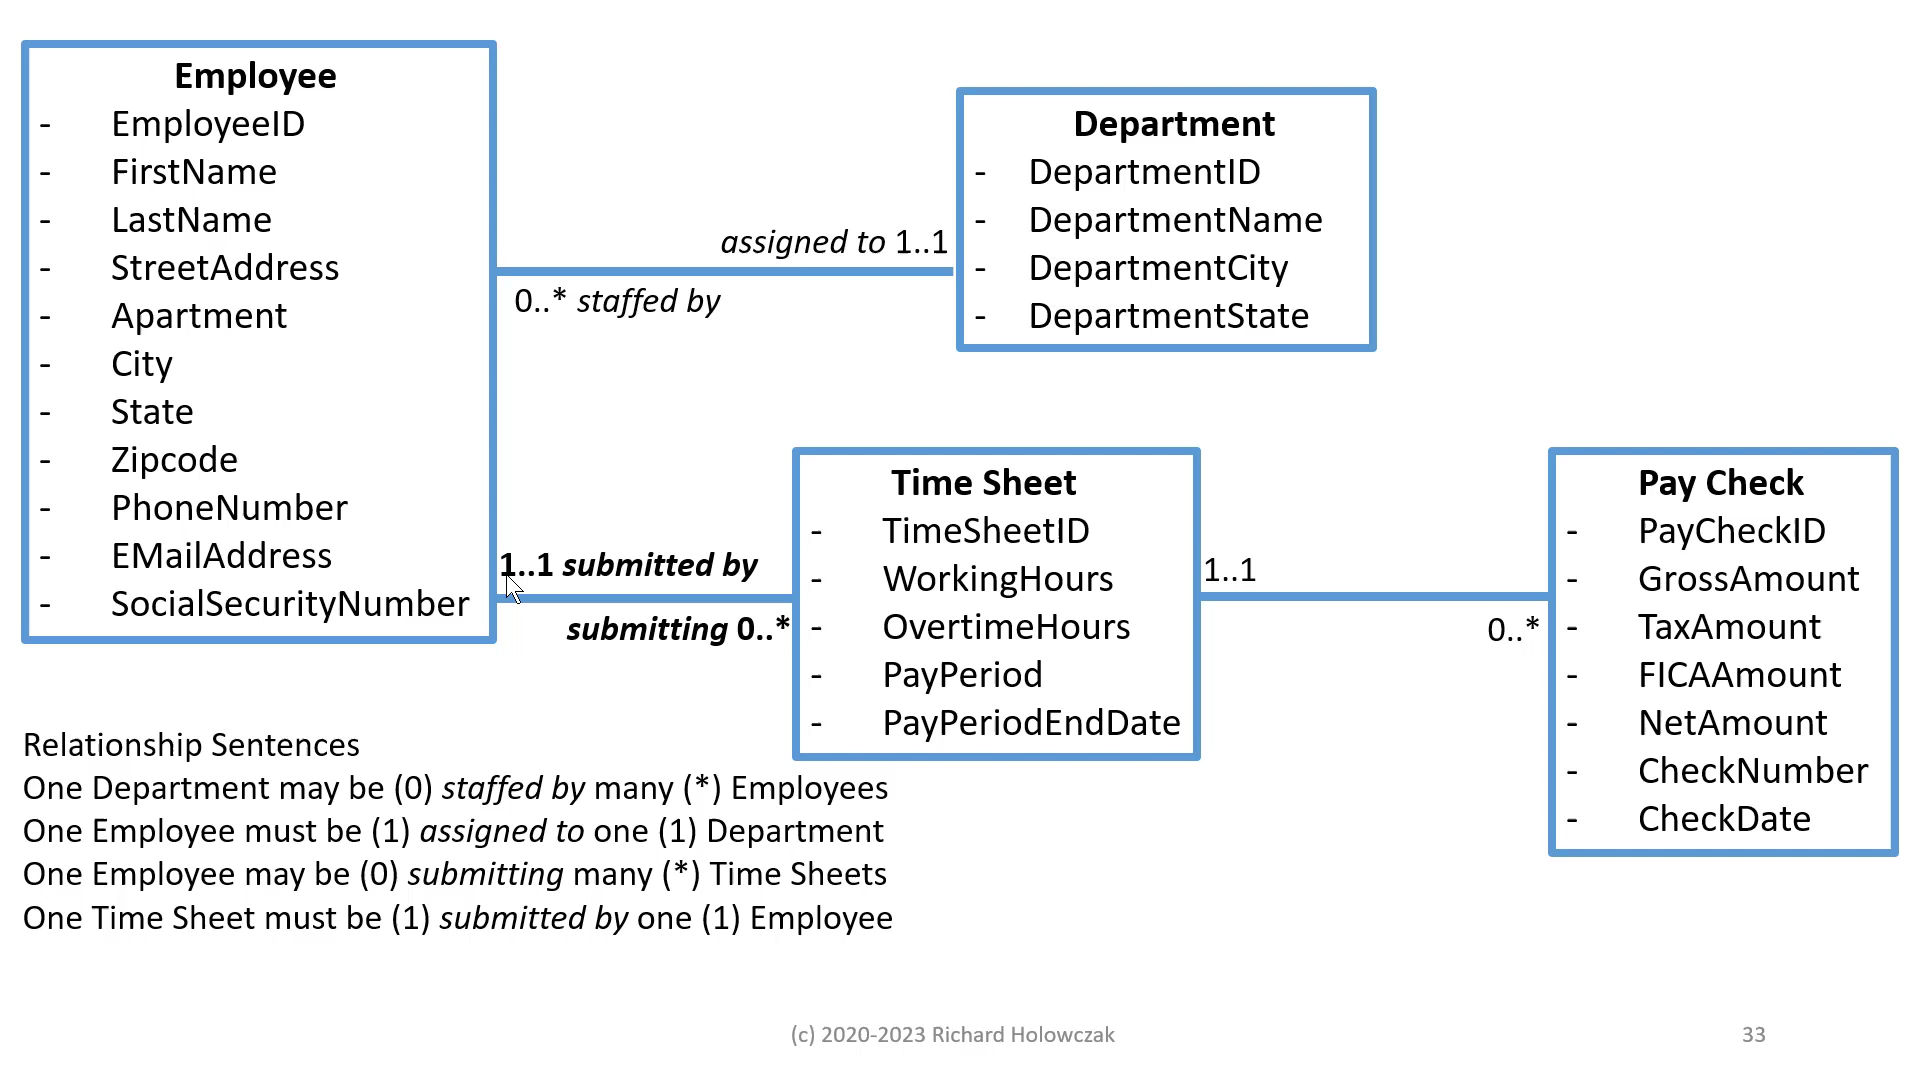 Employee
- EmployeeID
- FirstName
- LastName
- StreetAddress
- Apartment
- City
- State
- Zipcode
- PhoneNumber
- EMailAddress
- SocialSecurityNumber
assigned to 1..1
0..* staffed by
Department
- DepartmentID
- DepartmentName
- DepartmentCity
- DepartmentState
1..1 submitted by
submitting 0..*
Time Sheet
- TimeSheetID
- WorkingHours
- OvertimeHours
- PayPeriod
- PayPeriodEndDate
1..1
0..*
Pay Check
- PayCheckID
- GrossAmount
- TaxAmount
- FICAAmount
- NetAmount
- CheckNumber
- CheckDate
Relationship Sentences
One Department may be (0) staffed by many (*) Employees
One Employee must be (1) assigned to one (1) Department
One Employee may be (0) submitting many (*) Time Sheets
One Time Sheet must be (1) submitted by one (1) Employee
(c) 2020-2023 Richard Holowczak
33